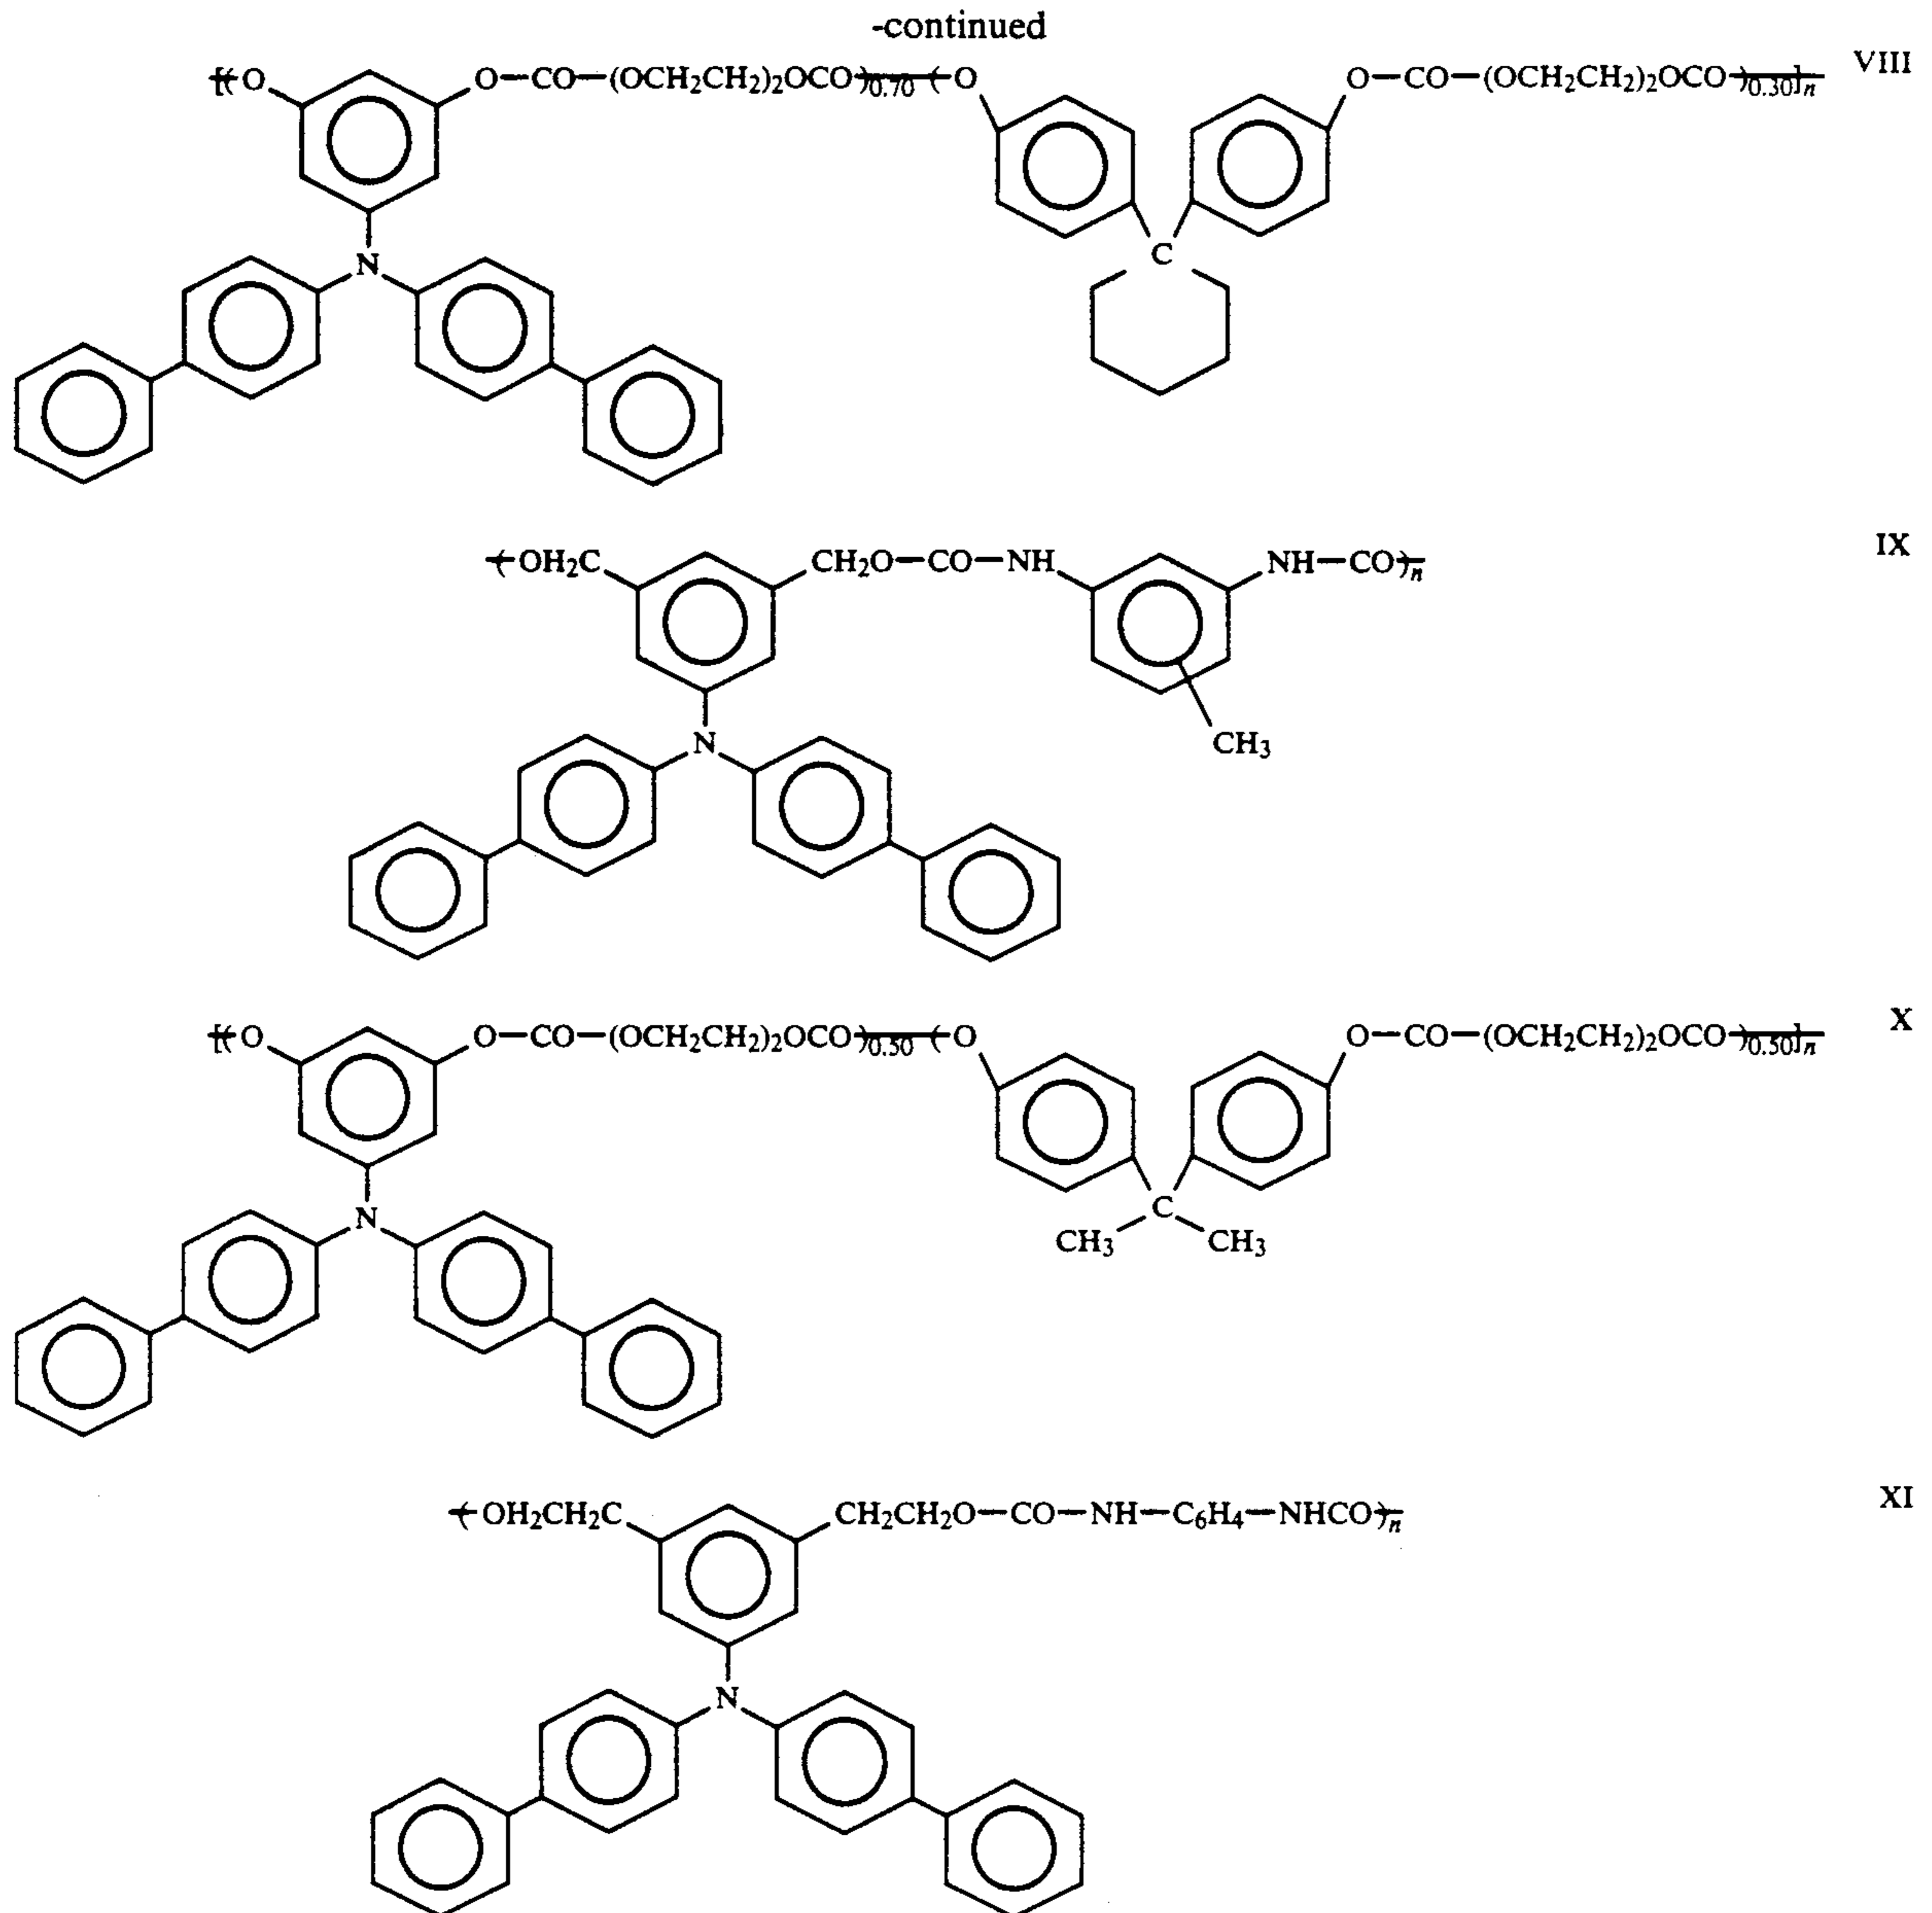 -continued
[( O O—CO—(OCH₂CH₂)₂OCO )0.70 ( O O—CO—(OCH₂CH₂)₂OCO )0.30]n VIII
C
N
( OH₂C CH₂O—CO—NH NH—CO )n IX
N
CH₃
[( O O—CO—(OCH₂CH₂)₂OCO )0.50 ( O O—CO—(OCH₂CH₂)₂OCO )0.50]n X
N C
CH₃ CH₃
( OH₂CH₂C CH₂CH₂O—CO—NH—C₆H₄—NHCO )n XI
N